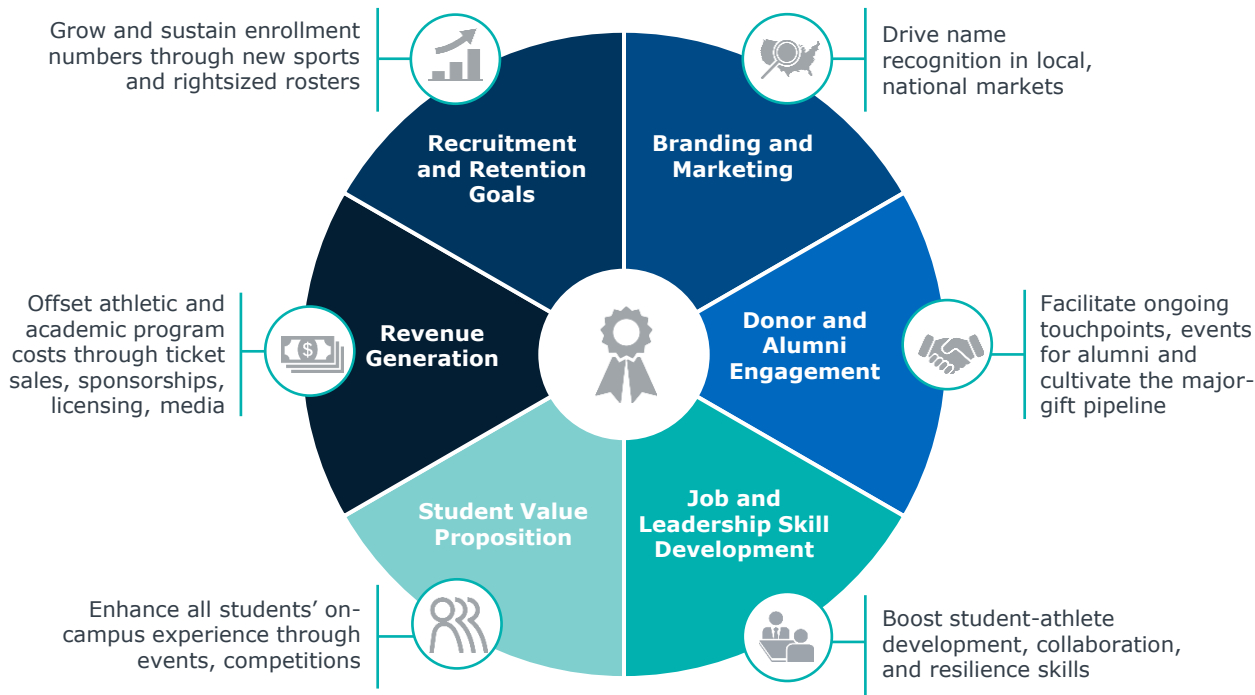 Grow and sustain enrollment
numbers through new sports
and rightsized rosters
Drive name
recognition in local,
national markets
Recruitment
and Retention
Goals
Branding and
Marketing
Offset athletic and
academic program
costs through ticket
sales, sponsorships,
licensing, media
$
Revenue
Generation
Donor and
Alumni
Engagement
Facilitate ongoing
touchpoints, events
for alumni and
cultivate the major-
gift pipeline
Student Value
Proposition
Job and
Leadership Skill
Development
Enhance all students’ on-
campus experience through
events, competitions
Boost student-athlete
development, collaboration,
and resilience skills